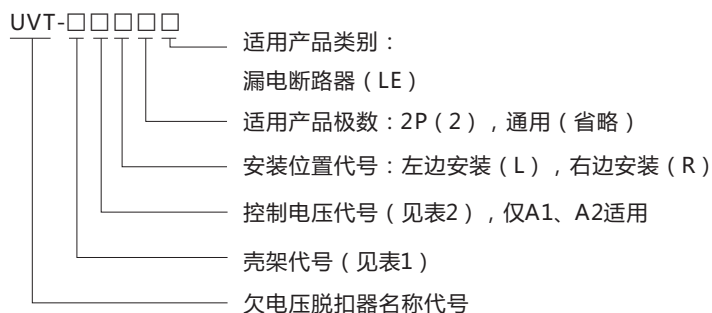 UVT-□□□□□
适用产品类别：
漏电断路器（LE）
适用产品极数：2P（2），通用（省略）
安装位置代号：左边安装（L），右边安装（R）
控制电压代号（见表2），仅A1、A2适用
壳架代号（见表1）
欠电压脱扣器名称代号